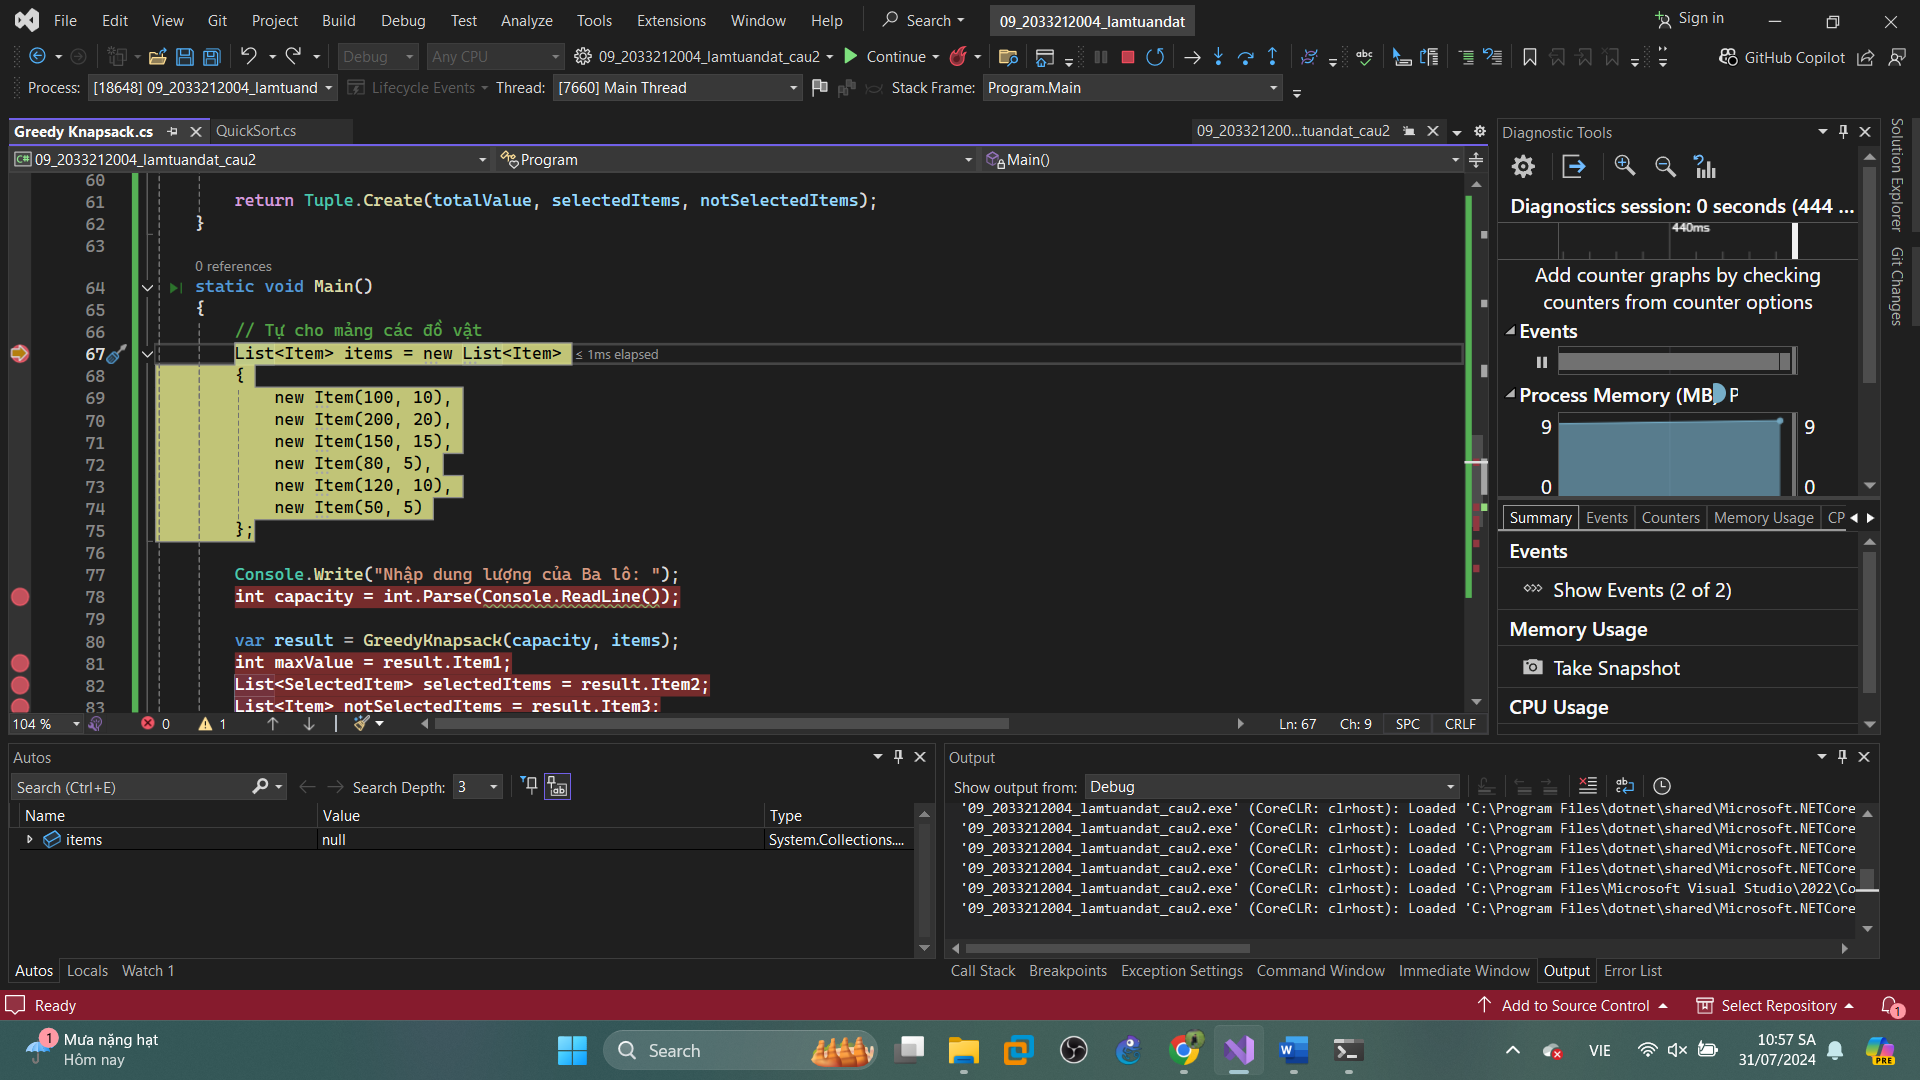 File Edit View Git Project Build Debug Test Analyze Tools Extensions Window Help Search 09_2033212004_lamtuandat Sign in
Debug Any CPU 09_2033212004_lamtuandat_cau2 Continue GitHub Copilot
Process: [18648] 09_2033212004_lamtuand Lifecycle Events Thread: [7660] Main Thread Stack Frame: Program.Main
Greedy Knapsack.cs QuickSort.cs 09_203321200...tuandat_cau2
09_2033212004_lamtuandat_cau2 Program Main()
60
61 return Tuple.Create(totalValue, selectedItems, notSelectedItems);
62 }
63
0 references
64 static void Main()
65 {
66 // Tự cho mảng các đồ vật
67 List<Item> items = new List<Item> ≤ 1ms elapsed
68 {
69 new Item(100, 10),
70 new Item(200, 20),
71 new Item(150, 15),
72 new Item(80, 5),
73 new Item(120, 10),
74 new Item(50, 5)
75 };
76
77 Console.Write("Nhập dung lượng của Ba lô: ");
78 int capacity = int.Parse(Console.ReadLine());
79
80 var result = GreedyKnapsack(capacity, items);
81 int maxValue = result.Item1;
82 List<SelectedItem> selectedItems = result.Item2;
83 List<Item> notSelectedItems = result.Item3;
104 % 0 1 Ln: 67 Ch: 9 SPC CRLF
Diagnostic Tools
Diagnostics session: 0 seconds (444 ...
440ms
Add counter graphs by checking
counters from counter options
Events
Process Memory (MB) P
9 9
0 0
Summary Events Counters Memory Usage CP
Events
Show Events (2 of 2)
Memory Usage
Take Snapshot
CPU Usage
Solution Explorer
Git Changes
Autos
Search (Ctrl+E) Search Depth: 3
Name Value Type
items null System.Collections....
Autos Locals Watch 1
Output
Show output from: Debug
'09_2033212004_lamtuandat_cau2.exe' (CoreCLR: clrhost): Loaded 'C:\Program Files\dotnet\shared\Microsoft.NETCore
'09_2033212004_lamtuandat_cau2.exe' (CoreCLR: clrhost): Loaded 'C:\Program Files\dotnet\shared\Microsoft.NETCore
'09_2033212004_lamtuandat_cau2.exe' (CoreCLR: clrhost): Loaded 'C:\Program Files\dotnet\shared\Microsoft.NETCore
'09_2033212004_lamtuandat_cau2.exe' (CoreCLR: clrhost): Loaded 'C:\Program Files\dotnet\shared\Microsoft.NETCore
'09_2033212004_lamtuandat_cau2.exe' (CoreCLR: clrhost): Loaded 'C:\Program Files\Microsoft Visual Studio\2022\Co
'09_2033212004_lamtuandat_cau2.exe' (CoreCLR: clrhost): Loaded 'C:\Program Files\dotnet\shared\Microsoft.NETCore
Call Stack Breakpoints Exception Settings Command Window Immediate Window Output Error List
Ready Add to Source Control Select Repository 1
1 Mưa nặng hạt
Hôm nay
Search
VIE
10:57 SA
31/07/2024
PRE